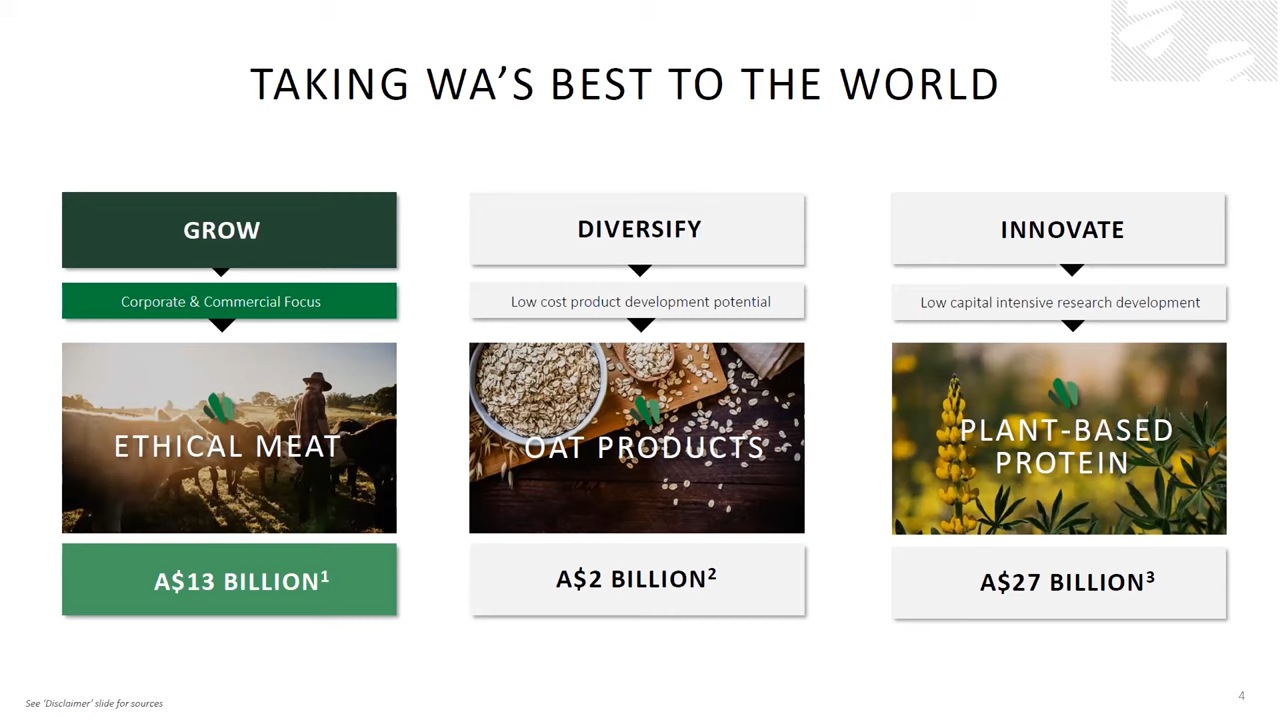 TAKING WA’S BEST TO THE WORLD
GROW
Corporate & Commercial Focus
ETHICAL MEAT
A$13 BILLION¹
DIVERSIFY
Low cost product development potential
OAT PRODUCTS
A$2 BILLION²
INNOVATE
Low capital intensive research development
PLANT-BASED
PROTEIN
A$27 BILLION³
See ‘Disclaimer’ slide for sources
4